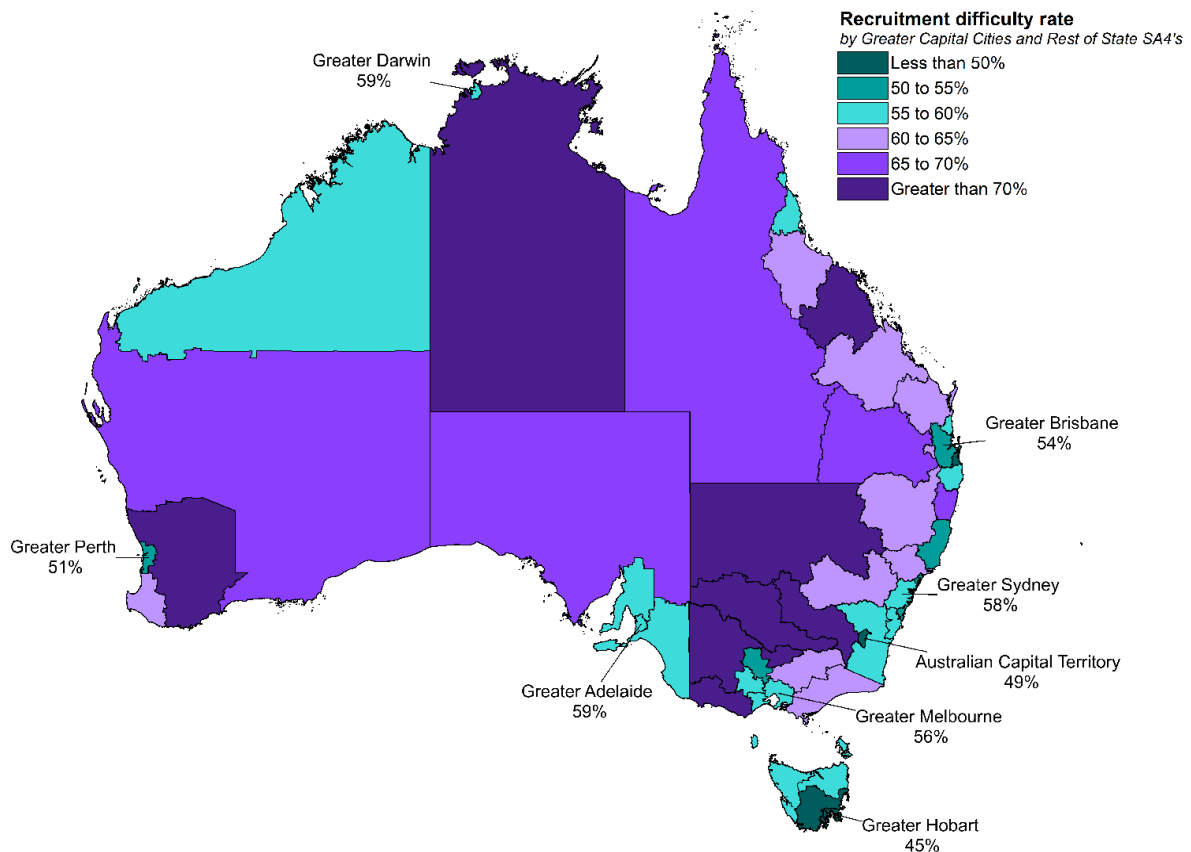 Recruitment difficulty rate
by Greater Capital Cities and Rest of State SA4's
Less than 50%
50 to 55%
55 to 60%
60 to 65%
65 to 70%
Greater than 70%
Greater Darwin
59%
Greater Brisbane
54%
Greater Perth
51%
Greater Sydney
58%
Australian Capital Territory
49%
Greater Adelaide
59%
Greater Melbourne
56%
Greater Hobart
45%